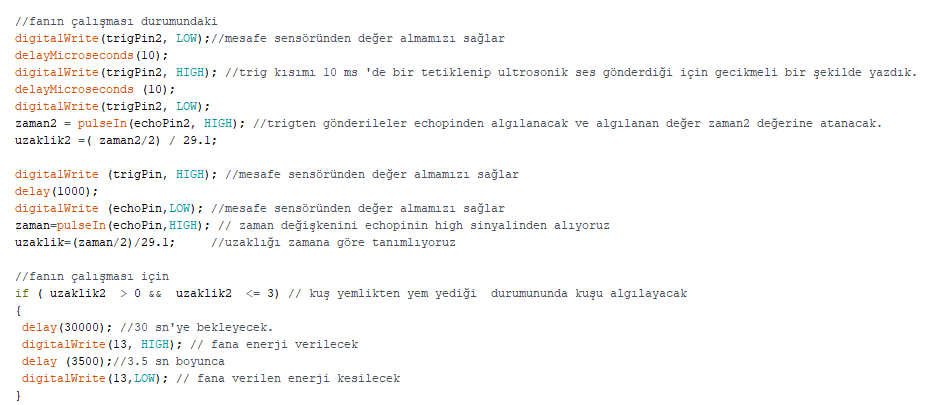 //fanın çalışması durumundaki
digitalWrite(trigPin2, LOW);//mesafe sensöründen değer almamızı sağlar
delayMicroseconds(10);
digitalWrite(trigPin2, HIGH); //trig kısımı 10 ms 'de bir tetiklenip ultrosonik ses gönderdiği için gecikmeli bir şekilde yazdık.
delayMicroseconds (10);
digitalWrite(trigPin2, LOW);
zaman2 = pulseIn(echoPin2, HIGH); //trigten gönderileler echopinden algılanacak ve algılanan değer zaman2 değerine atanacak.
uzaklik2 =( zaman2/2) / 29.1;
digitalWrite (trigPin, HIGH); //mesafe sensöründen değer almamızı sağlar
delay(1000);
digitalWrite (echoPin,LOW); //mesafe sensöründen değer almamızı sağlar
zaman=pulseIn(echoPin,HIGH); // zaman değişkenini echopinin high sinyalinden alıyoruz
uzaklik=(zaman/2)/29.1;     //uzaklığı zamana göre tanımlıyoruz
//fanın çalışması için
if ( uzaklik2  > 0 &&  uzaklik2  <= 3) // kuş yemlikten yem yediği  durumununda kuşu algılayacak
{
delay(30000); //30 sn'ye bekleyecek.
digitalWrite(13, HIGH); // fana enerji verilecek
delay (3500);//3.5 sn boyunca
digitalWrite(13,LOW); // fana verilen enerji kesilecek
}